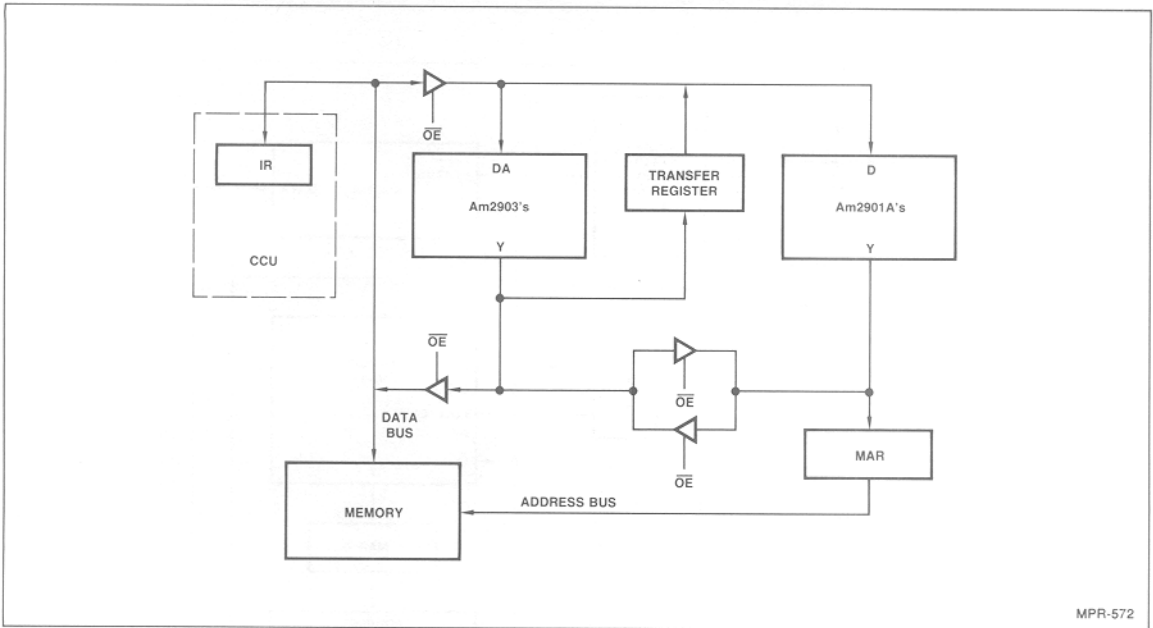 OE
IR
CCU
DA
Am2903's
Y
TRANSFER
REGISTER
D
Am2901A's
Y
OE
DATA
BUS
OE
OE
MAR
MEMORY
ADDRESS BUS
MPR-572